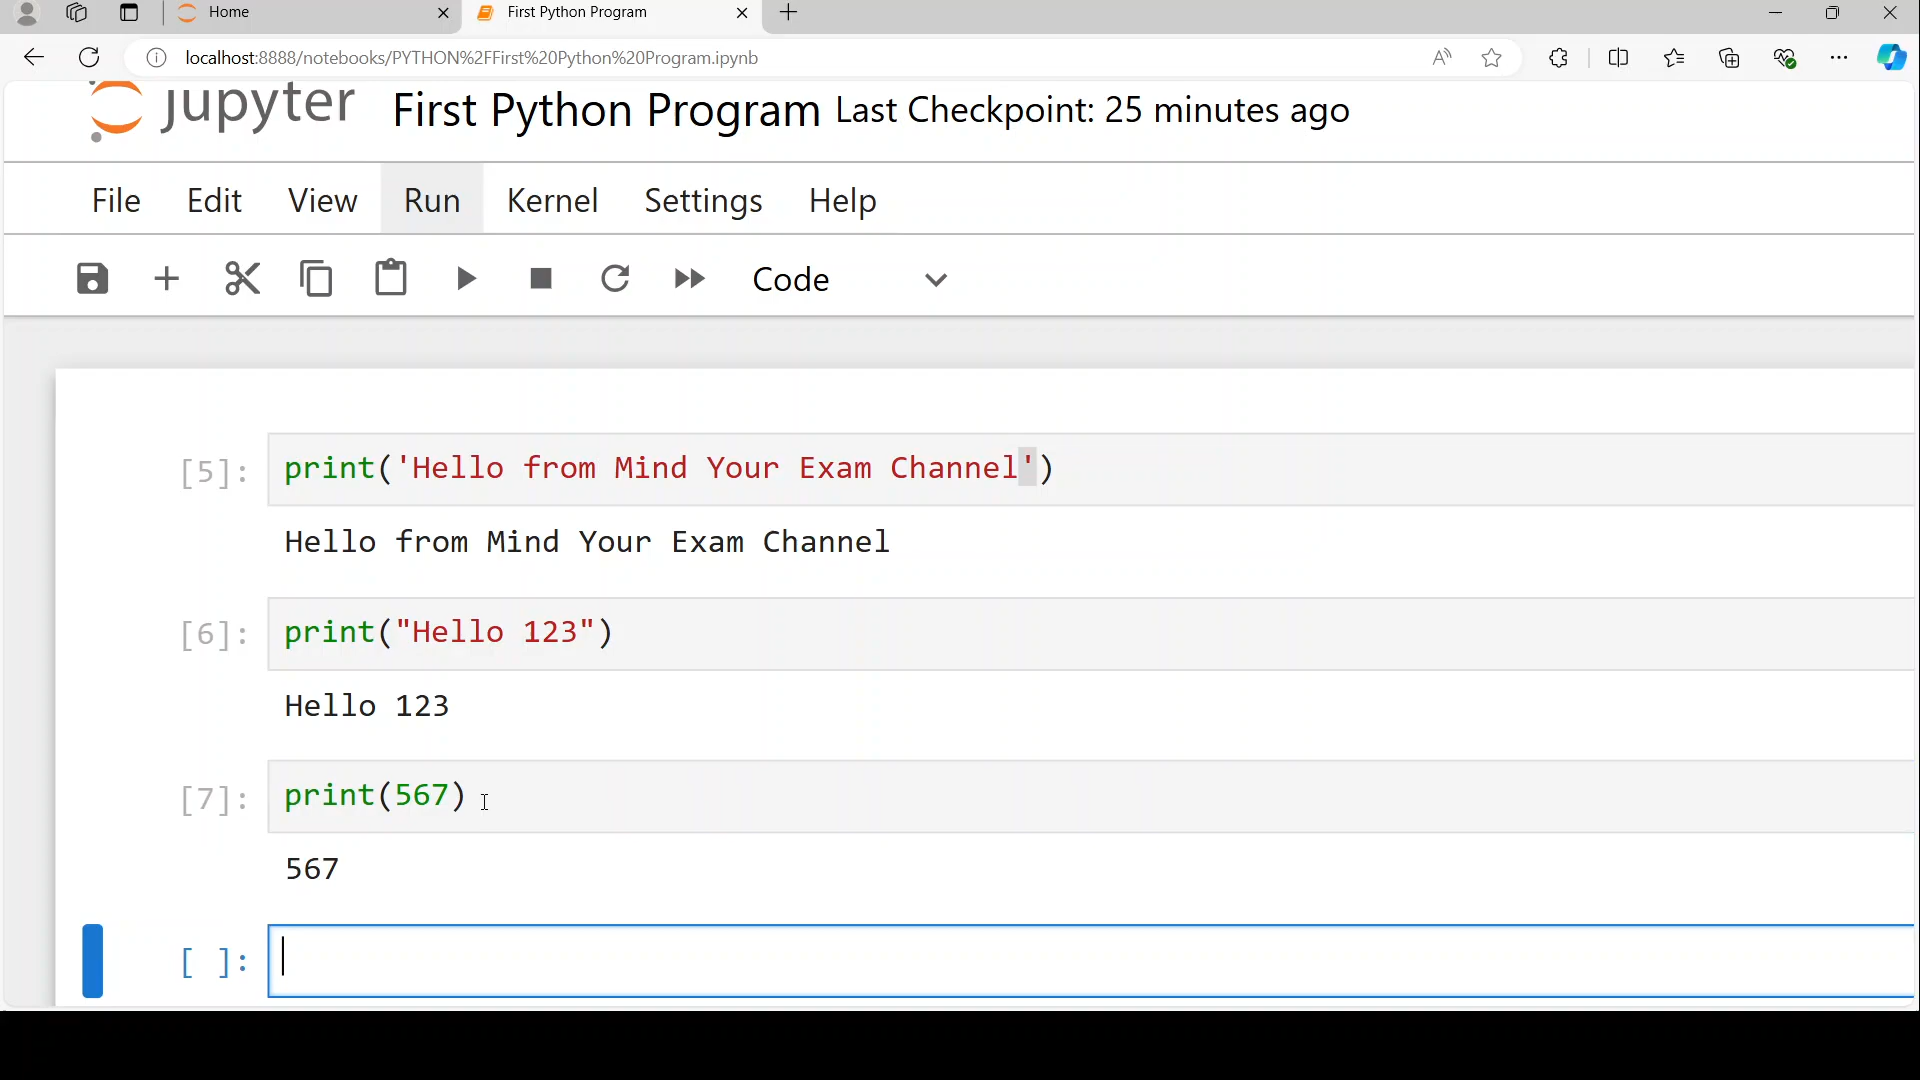 Home
First Python Program
localhost:8888/notebooks/PYTHON%2FFirst%20Python%20Program.ipynb
jupyter First Python Program Last Checkpoint: 25 minutes ago
File Edit View Run Kernel Settings Help
Code
[5]: print('Hello from Mind Your Exam Channel')
Hello from Mind Your Exam Channel
[6]: print("Hello 123")
Hello 123
[7]: print(567)
567
[ ]: